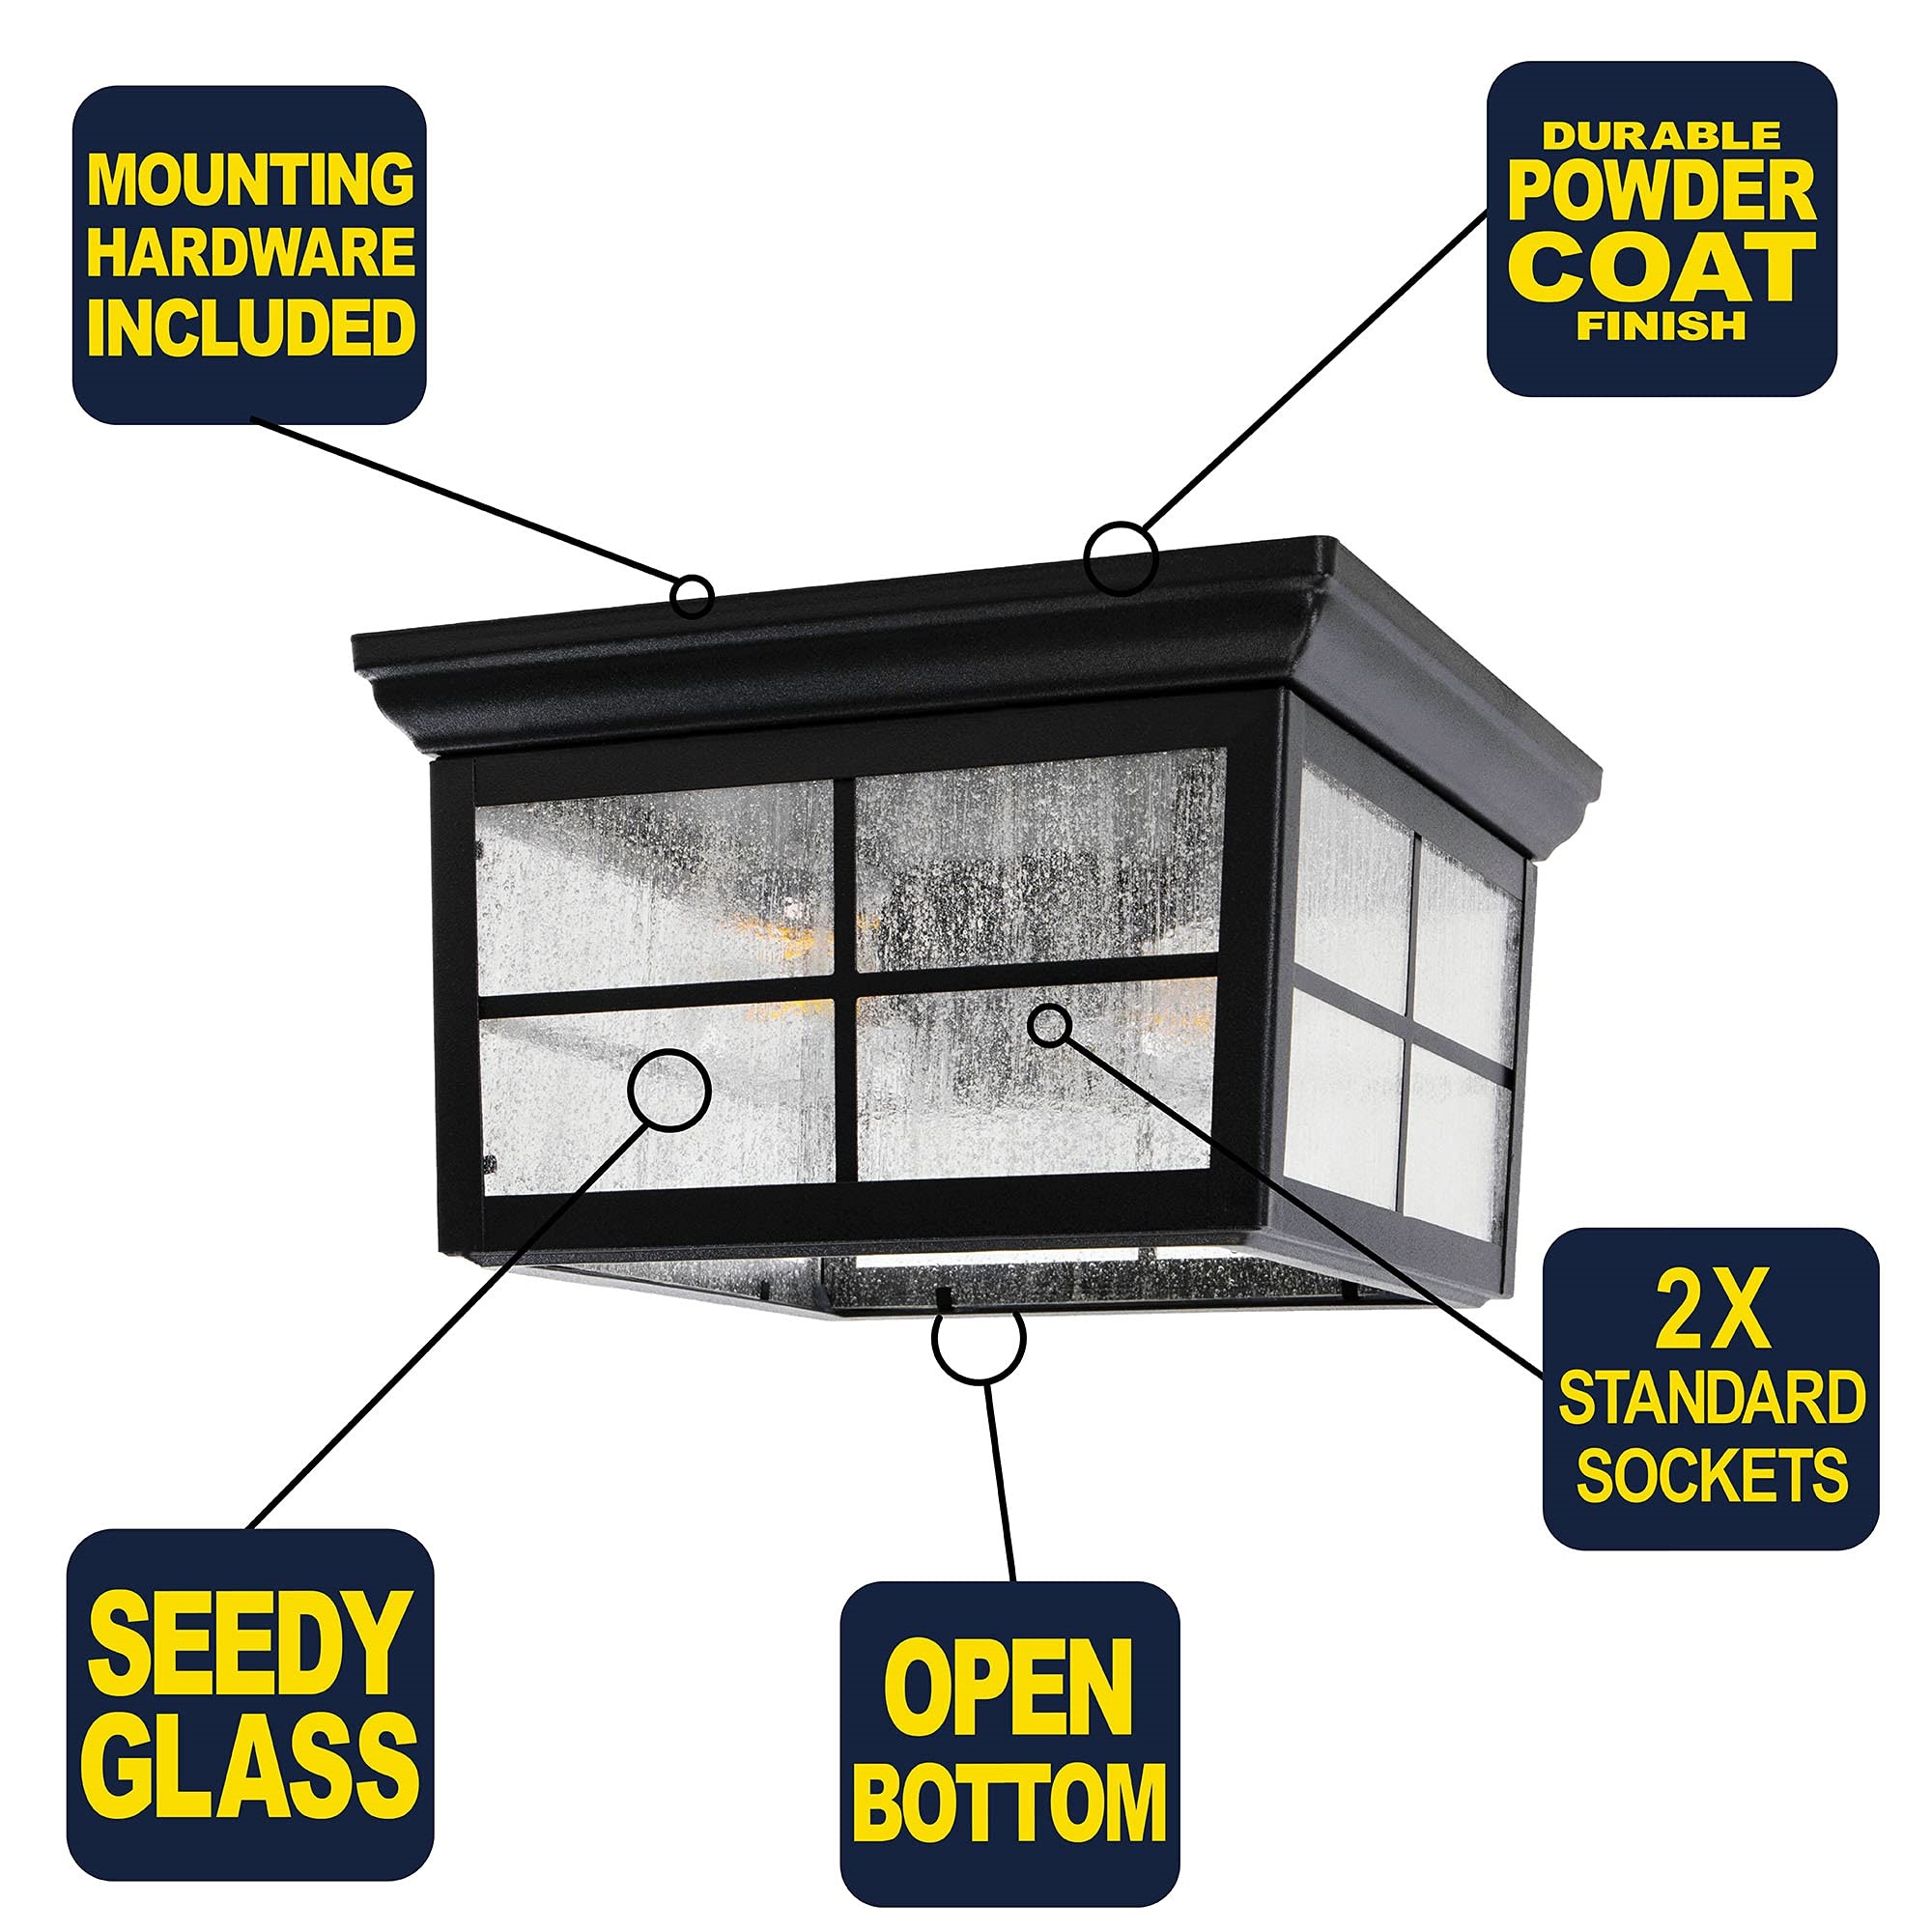 MOUNTING
HARDWARE
INCLUDED
DURABLE
POWDER
COAT
FINISH
2X
STANDARD
SOCKETS
SEEDY
GLASS
OPEN
BOTTOM